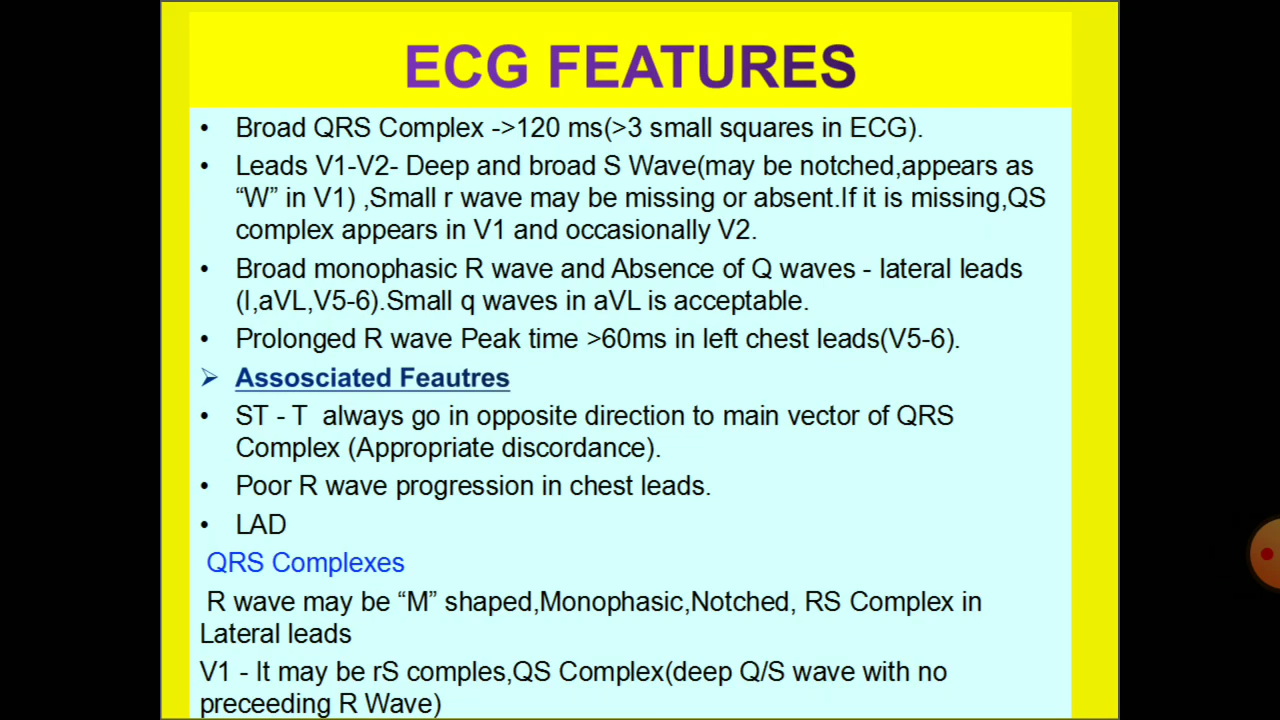 ECG FEATURES
• Broad QRS Complex ->120 ms(>3 small squares in ECG).
• Leads V1-V2- Deep and broad S Wave(may be notched,appears as
“W” in V1) ,Small r wave may be missing or absent.If it is missing,QS
complex appears in V1 and occasionally V2.
• Broad monophasic R wave and Absence of Q waves - lateral leads
(I,aVL,V5-6).Small q waves in aVL is acceptable.
• Prolonged R wave Peak time >60ms in left chest leads(V5-6).
➢ Assosciated Feautres
• ST - T always go in opposite direction to main vector of QRS
Complex (Appropriate discordance).
• Poor R wave progression in chest leads.
• LAD
QRS Complexes
R wave may be “M” shaped,Monophasic,Notched, RS Complex in
Lateral leads
V1 - It may be rS comples,QS Complex(deep Q/S wave with no
preceeding R Wave)